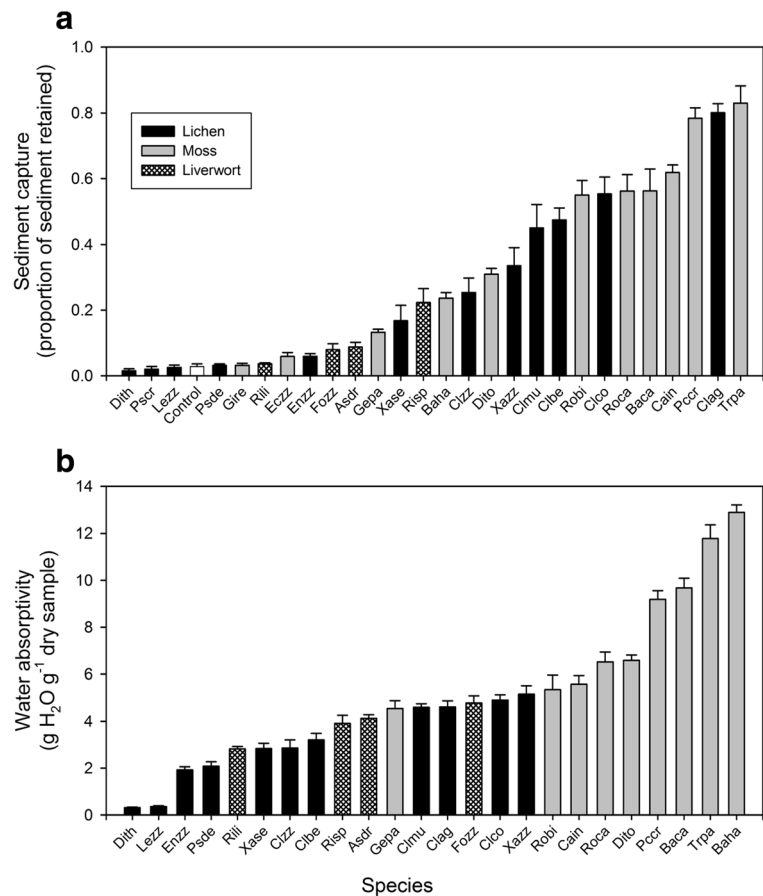 a
Sediment capture
(proportion of sediment retained)
1.0
0.8
0.6
0.4
0.2
0.0
Lichen
Moss
Liverwort
Dith
Pscr
Lezz
Control
Psde
Gire
Rili
Eczz
Enzz
Fozz
Asdr
Gepa
Xase
Risp
Baha
Clzz
Dito
Xazz
Clmu
Clbe
Robi
Clco
Roca
Baca
Cain
Pccr
Clag
Trpa
b
Water absorptivity
(g H₂O g⁻¹ dry sample)
14
12
10
8
6
4
2
0
Dith
Lezz
Enzz
Psde
Rili
Xase
Clzz
Clbe
Risp
Asdr
Gepa
Clmu
Clag
Fozz
Clco
Xazz
Robi
Cain
Roca
Dito
Pccr
Baca
Trpa
Baha
Species